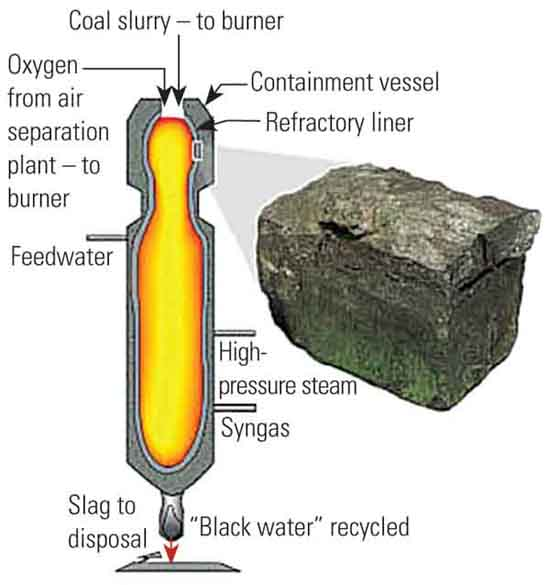 Coal slurry – to burner
Oxygen
from air
separation
plant – to
burner
Containment vessel
Refractory liner
Feedwater
High-
pressure steam
Syngas
Slag to
disposal
“Black water” recycled